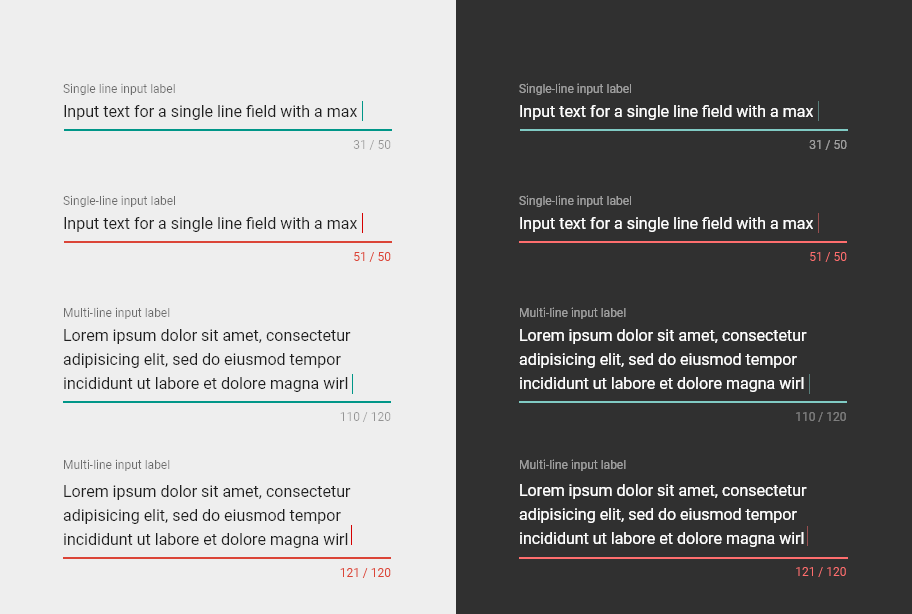 Single line input label
Input text for a single line field with a max
31 / 50
Single-line input label
Input text for a single line field with a max
51 / 50
Multi-line input label
Lorem ipsum dolor sit amet, consectetur
adipisicing elit, sed do eiusmod tempor
incididunt ut labore et dolore magna wirl
110 / 120
Multi-line input label
Lorem ipsum dolor sit amet, consectetur
adipisicing elit, sed do eiusmod tempor
incididunt ut labore et dolore magna wirl
121 / 120
Single-line input label
Input text for a single line field with a max
31 / 50
Single-line input label
Input text for a single line field with a max
51 / 50
Multi-line input label
Lorem ipsum dolor sit amet, consectetur
adipisicing elit, sed do eiusmod tempor
incididunt ut labore et dolore magna wirl
110 / 120
Multi-line input label
Lorem ipsum dolor sit amet, consectetur
adipisicing elit, sed do eiusmod tempor
incididunt ut labore et dolore magna wirl
121 / 120